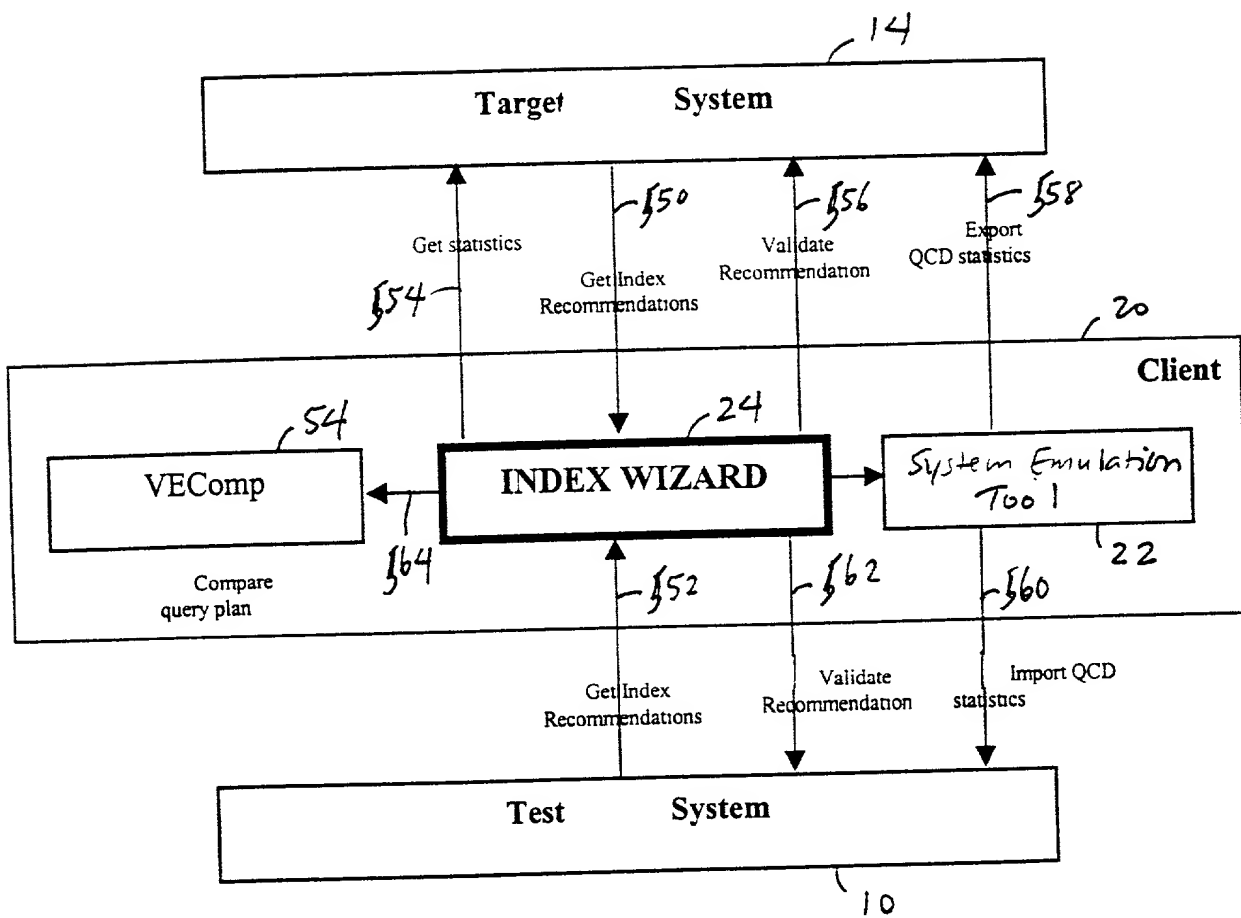 14
Target System
550
556
558
Get statistics
Validate
Recommendation
Export
QCD statistics
554
Get Index
Recommendations
20
Client
54
24
VEComp
INDEX WIZARD
System Emulation
Tool
564
552
562
560
22
Compare
query plan
Get Index
Recommendations
Validate
Recommendation
Import QCD
statistics
Test System
10